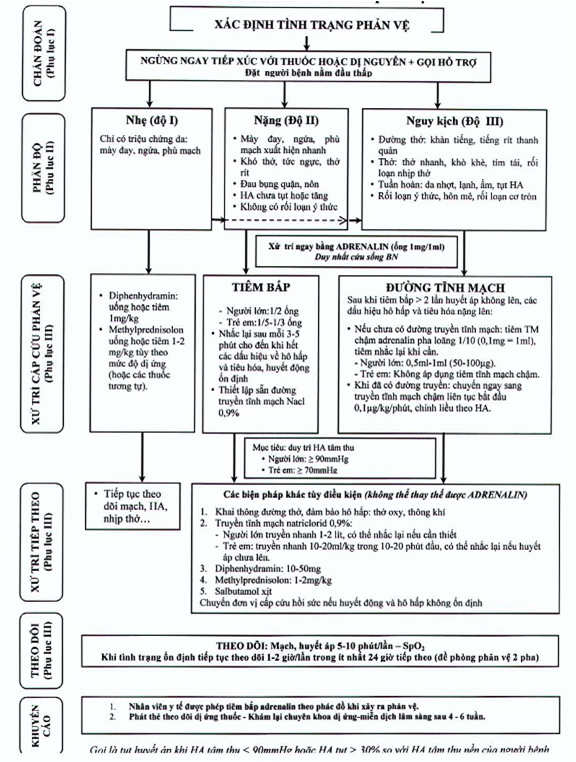 XÁC ĐỊNH TÌNH TRẠNG PHẢN VỆ
CHẨN ĐOÁN
(Phụ lục I)
NGỪNG NGAY TIẾP XÚC VỚI THUỐC HOẶC DỊ NGUYÊN + GỌI HỖ TRỢ
Đặt người bệnh nằm đầu thấp
PHÂN ĐỘ
(Phụ lục II)
Nhẹ (độ I)
Chỉ có triệu chứng da:
mày đay, ngứa, phù mạch
Nặng (Độ II)
• Mày đay, ngứa, phù
mạch xuất hiện nhanh
• Khó thở, tức ngực, thở
rít
• Đau bụng quặn, nôn
• HA chưa tụt hoặc tăng
• Không có rối loạn ý thức
Nguy kịch (Độ III)
• Đường thở: khàn tiếng, tiếng rít thanh
quản
• Thở: thở nhanh, khò khè, tím tái, rối
loạn nhịp thở
• Tuần hoàn: da nhợt, lạnh, ẩm, tụt HA
• Rối loạn ý thức, hôn mê, rối loạn cơ tròn
Xử trí ngay bằng ADRENALIN (ống 1mg/1ml)
Duy nhất cứu sống BN
XỬ TRÍ CẤP CỨU PHẢN VỆ
(Phụ lục III)
• Diphenhydramin:
uống hoặc tiêm
1mg/kg
• Methylprednisolon
uống hoặc tiêm 1-2
mg/kg tùy theo
mức độ dị ứng
(hoặc các thuốc
tương tự).
TIÊM BẮP
- Người lớn:1/2 ống
- Trẻ em:1/5-1/3 ống
• Nhắc lại sau mỗi 3-5
phút cho đến khi hết
các dấu hiệu về hô hấp
và tiêu hóa, huyết động
ổn định
• Thiết lập sẵn đường
truyền tĩnh mạch Nacl
0,9%
ĐƯỜNG TĨNH MẠCH
Sau khi tiêm bắp > 2 lần huyết áp không lên, các
dấu hiệu hô hấp và tiêu hóa nặng lên:
• Nếu chưa có đường truyền tĩnh mạch: tiêm TM
chậm adrenalin pha loãng 1/10 (0,1mg = 1ml),
tiêm nhắc lại khi cần.
- Người lớn: 0,5ml-1ml (50-100µg).
- Trẻ em: Không áp dụng tiêm tĩnh mạch chậm.
• Khi đã có đường truyền: chuyển ngay sang
truyền tĩnh mạch chậm liên tục bắt đầu
0,1µg/kg/phút, chỉnh liều theo HA.
Mục tiêu: duy trì HA tâm thu
• Người lớn: ≥ 90mmHg
• Trẻ em: ≥ 70mmHg
XỬ TRÍ TIẾP THEO
(Phụ lục III)
• Tiếp tục theo
dõi mạch, HA,
nhịp thở...
Các biện pháp khác tùy điều kiện (không thể thay thế được ADRENALIN)
1. Khai thông đường thở, đảm bảo hô hấp: thở oxy, thông khí
2. Truyền tĩnh mạch natriclorid 0,9%:
- Người lớn truyền nhanh 1-2 lít, có thể nhắc lại nếu cần thiết
- Trẻ em: truyền nhanh 10-20ml/kg trong 10-20 phút đầu, có thể nhắc lại nếu huyết
áp chưa lên.
3. Diphenhydramin: 10-50mg
4. Methylprednisolon: 1-2mg/kg
5. Salbutamol xịt
Chuyển đơn vị cấp cứu hồi sức nếu huyết động và hô hấp không ổn định
THEO DÕI
(Phụ lục III)
THEO DÕI: Mạch, huyết áp 5-10 phút/lần – SpO₂
Khi tình trạng ổn định tiếp tục theo dõi 1-2 giờ/lần trong ít nhất 24 giờ tiếp theo (đề phòng phản vệ 2 pha)
KHUYẾN
CÁO
1. Nhân viên y tế được phép tiêm bắp adrenalin theo phác đồ khi xảy ra phản vệ.
2. Phát thẻ theo dõi dị ứng thuốc - Khám lại chuyên khoa dị ứng-miễn dịch lâm sàng sau 4 - 6 tuần.
Gọi là tụt huyết áp khi HA tâm thu < 90mmHg hoặc HA tụt > 30% so với HA tâm thu nền của người bệnh